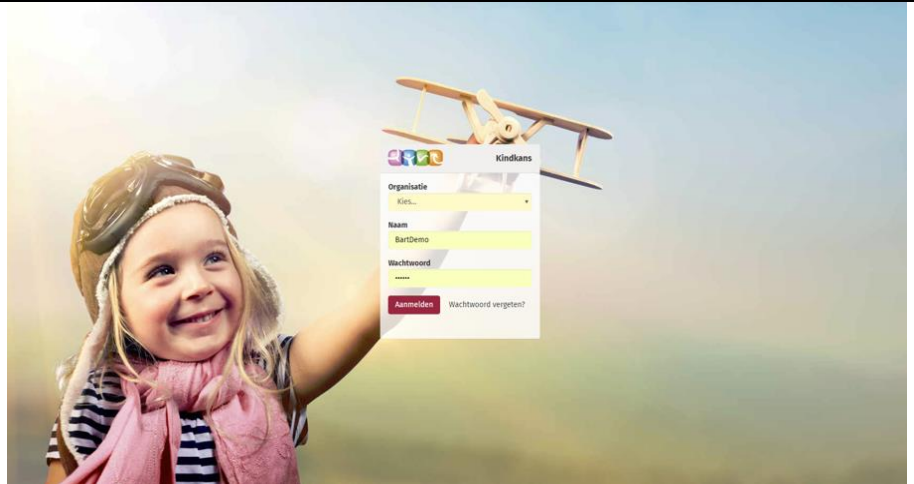 Kindkans
Organisatie
Kies...
Naam
BartDemo
Wachtwoord
••••••
Aanmelden Wachtwoord vergeten?